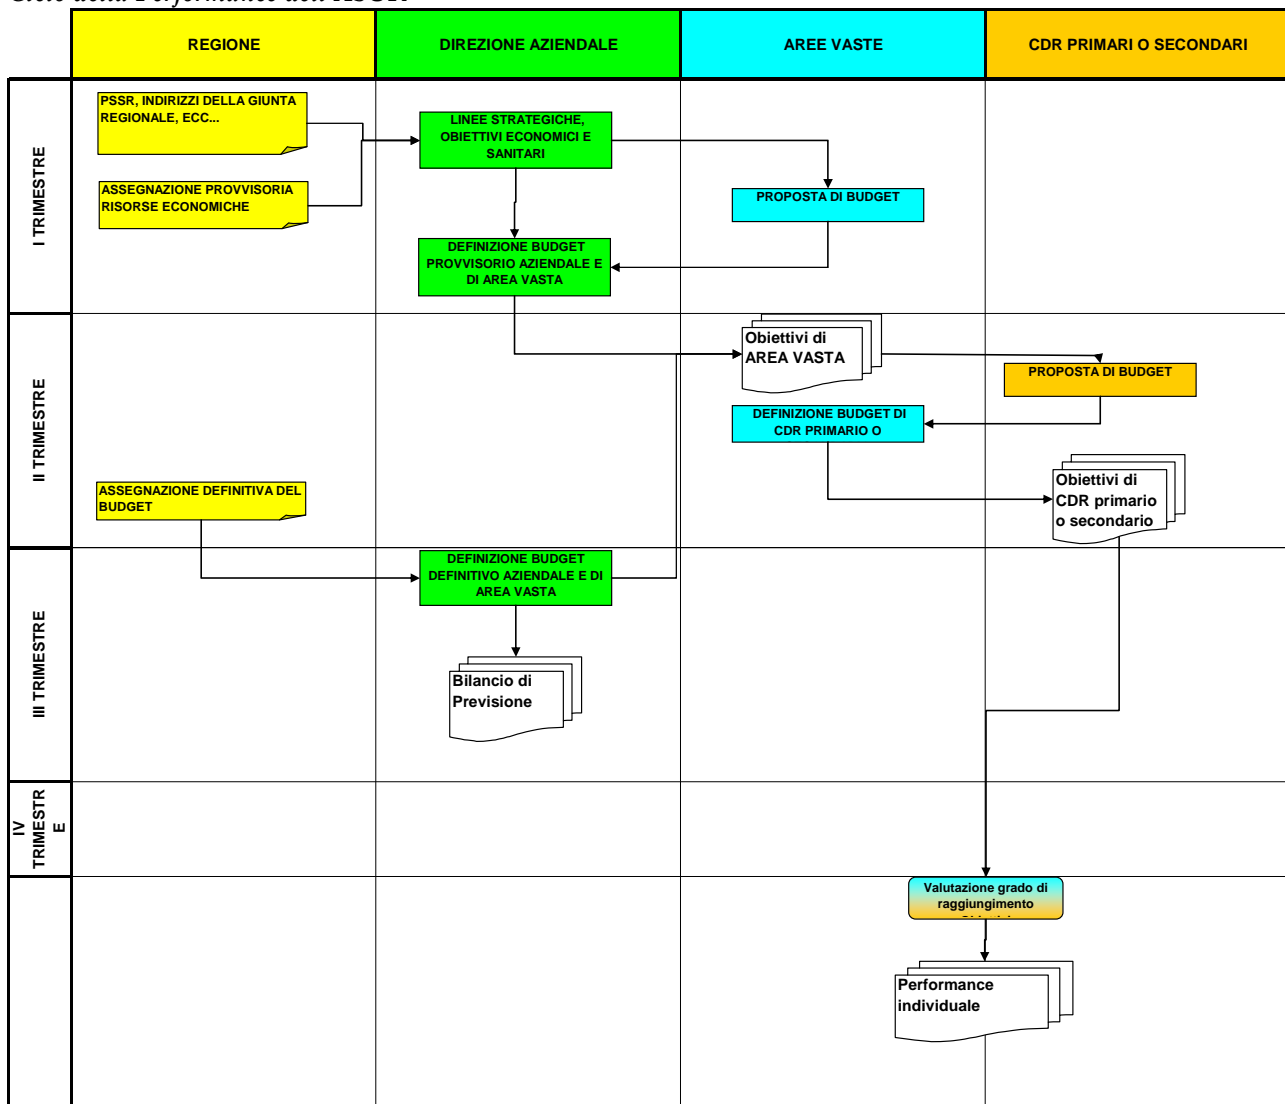 REGIONE
DIREZIONE AZIENDALE
AREE VASTE
CDR PRIMARI O SECONDARI
I TRIMESTRE
PSSR, INDIRIZZI DELLA GIUNTA
REGIONALE, ECC...
LINEE STRATEGICHE,
OBIETTIVI ECONOMICI E
SANITARI
ASSEGNAZIONE PROVVISORIA
RISORSE ECONOMICHE
PROPOSTA DI BUDGET
DEFINIZIONE BUDGET
PROVVISORIO AZIENDALE E
DI AREA VASTA
II TRIMESTRE
Obiettivi di
AREA VASTA
PROPOSTA DI BUDGET
DEFINIZIONE BUDGET DI
CDR PRIMARIO O
ASSEGNAZIONE DEFINITIVA DEL
BUDGET
Obiettivi di
CDR primario
o secondario
III TRIMESTRE
DEFINIZIONE BUDGET
DEFINITIVO AZIENDALE E DI
AREA VASTA
Bilancio di
Previsione
IV
TRIMESTR
E
Valutazione grado di
raggiungimento
Performance
individuale